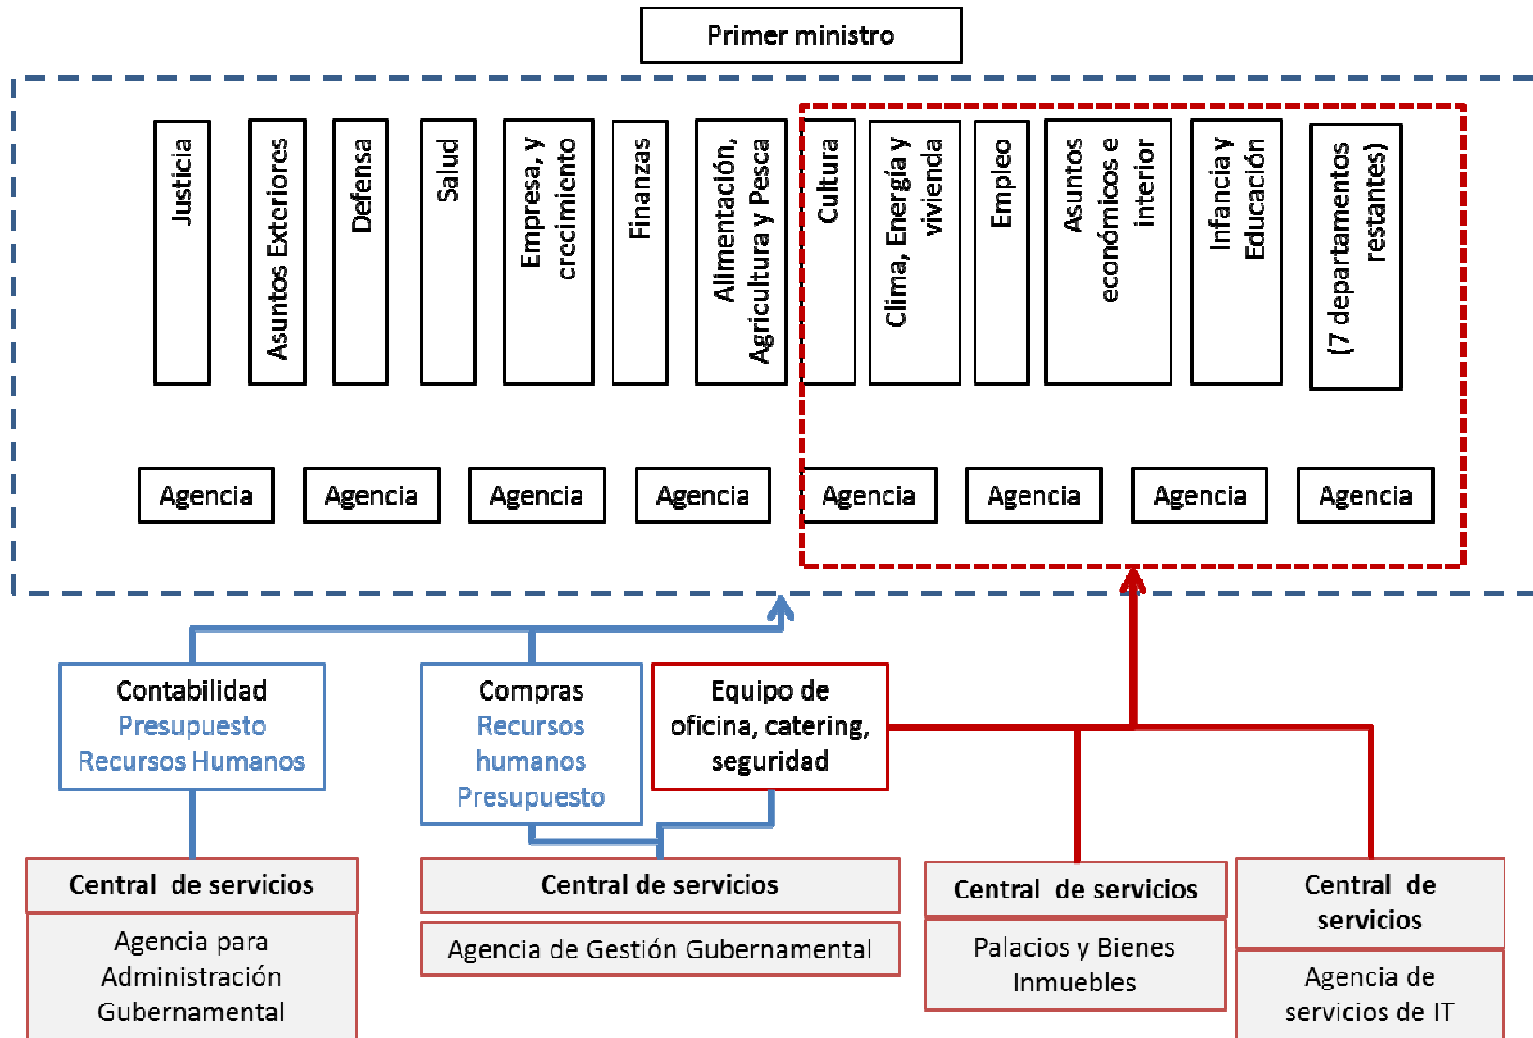 Primer ministro
Justicia
Asuntos Exteriores
Defensa
Salud
Empresa, y
crecimiento
Finanzas
Alimentación,
Agricultura y Pesca
Cultura
Clima, Energía y
vivienda
Empleo
Asuntos
económicos e
interior
Infancia y
Educación
(7 departamentos
restantes)
Agencia
Agencia
Agencia
Agencia
Agencia
Agencia
Agencia
Agencia
Contabilidad
Presupuesto
Recursos Humanos
Compras
Recursos
humanos
Presupuesto
Equipo de
oficina, catering,
seguridad
Central de servicios
Agencia para
Administración
Gubernamental
Central de servicios
Agencia de Gestión Gubernamental
Central de servicios
Palacios y Bienes
Inmuebles
Central de
servicios
Agencia de
servicios de IT